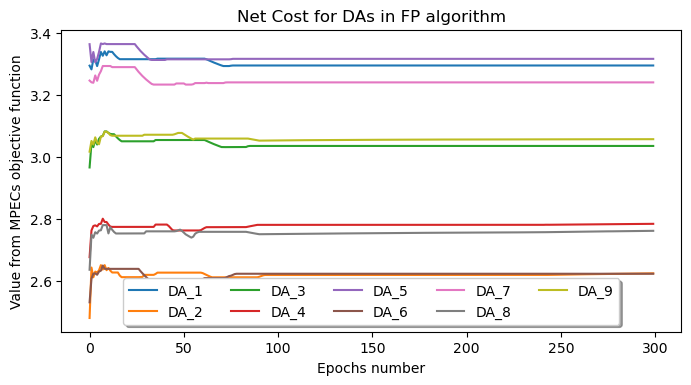 Net Cost for DAs in FP algorithm
Value from MPECs objective function
3.4
3.2
3.0
2.8
2.6
DA_1
DA_3
DA_5
DA_7
DA_9
DA_2
DA_4
DA_6
DA_8
0
50
100
150
200
250
300
Epochs number